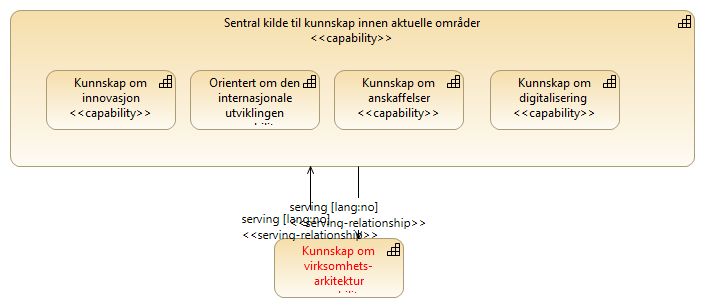 Sentral kilde til kunnskap innen aktuelle områder
<<capability>>
Kunnskap om
innovasjon
<<capability>>
Orientert om den
internasjonale
utviklingen
Kunnskap om
anskaffelser
<<capability>>
Kunnskap om
digitalisering
<<capability>>
serving [lang:no]
<<serving-relationship>>
serving [lang:no]
<<serving-relationship>>
Kunnskap om
virksomhets-
arkitektur